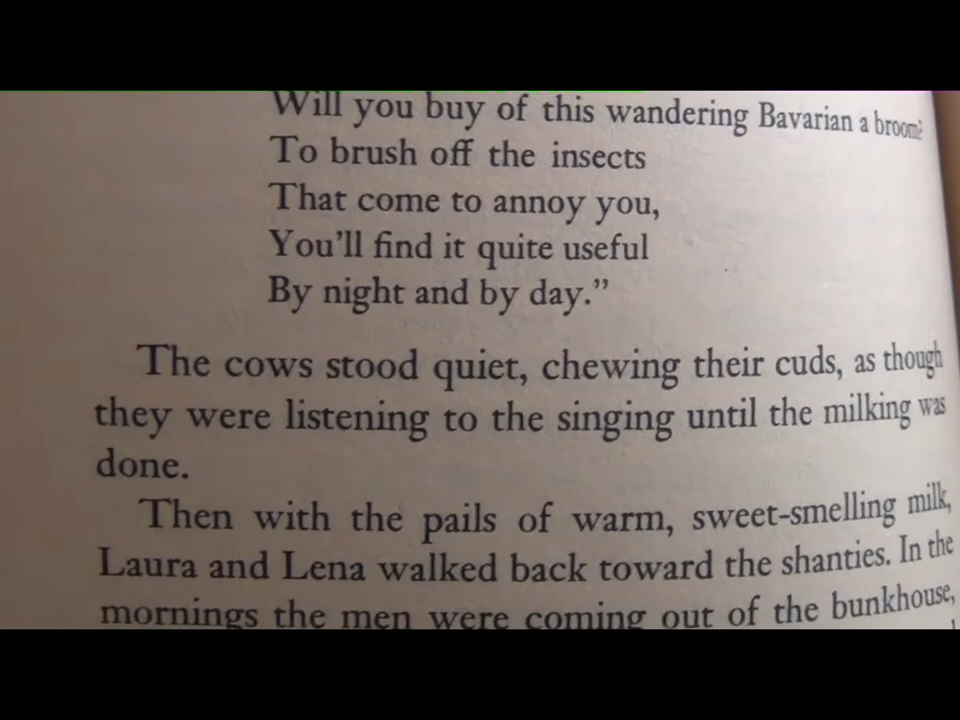 Will you buy of this wandering Bavarian a broom?
To brush off the insects
That come to annoy you,
You'll find it quite useful
By night and by day.”
The cows stood quiet, chewing their cuds, as though
they were listening to the singing until the milking was
done.
Then with the pails of warm, sweet-smelling milk,
Laura and Lena walked back toward the shanties. In the
mornings the men were coming out of the bunkhouse,